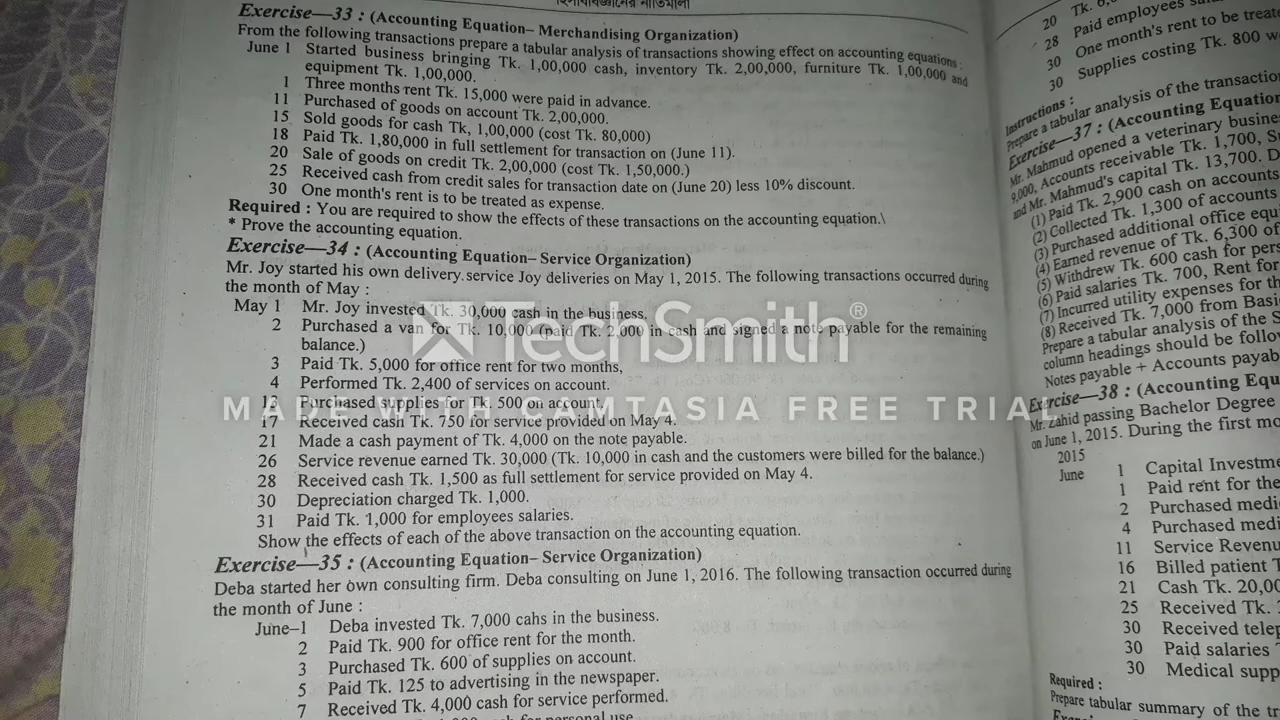 হিসাববিজ্ঞানের নীতিমালা
Exercise—33 : (Accounting Equation– Merchandising Organization)
From the following transactions prepare a tabular analysis of transactions showing effect on accounting equations :
June 1 Started business bringing Tk. 1,00,000 cash, inventory Tk. 2,00,000, furniture Tk. 1,00,000 and
equipment Tk. 1,00,000.
1 Three months rent Tk. 15,000 were paid in advance.
11 Purchased of goods on account Tk. 2,00,000.
15 Sold goods for cash Tk, 1,00,000 (cost Tk. 80,000)
18 Paid Tk. 1,80,000 in full settlement for transaction on (June 11).
20 Sale of goods on credit Tk. 2,00,000 (cost Tk. 1,50,000.)
25 Received cash from credit sales for transaction date on (June 20) less 10% discount.
30 One month's rent is to be treated as expense.
Required : You are required to show the effects of these transactions on the accounting equation.\
* Prove the accounting equation.
Exercise—34 : (Accounting Equation– Service Organization)
Mr. Joy started his own delivery service Joy deliveries on May 1, 2015. The following transactions occurred during
the month of May :
May 1 Mr. Joy invested Tk. 30,000 cash in the business.
2 Purchased a van for Tk. 10,000 (paid Tk. 2,000 in cash and signed a note payable for the remaining
balance.)
3 Paid Tk. 5,000 for office rent for two months,
4 Performed Tk. 2,400 of services on account.
Purchased supplies for Tk. 500 on account.
17 Received cash Tk. 750 for service provided on May 4.
21 Made a cash payment of Tk. 4,000 on the note payable.
26 Service revenue earned Tk. 30,000 (Tk. 10,000 in cash and the customers were billed for the balance.)
28 Received cash Tk. 1,500 as full settlement for service provided on May 4.
30 Depreciation charged Tk. 1,000.
31 Paid Tk. 1,000 for employees salaries.
Show the effects of each of the above transaction on the accounting equation.
Exercise—35 : (Accounting Equation– Service Organization)
Deba started her own consulting firm. Deba consulting on June 1, 2016. The following transaction occurred during
the month of June :
June–1 Deba invested Tk. 7,000 cahs in the business.
2 Paid Tk. 900 for office rent for the month.
3 Purchased Tk. 600 of supplies on account.
5 Paid Tk. 125 to advertising in the newspaper.
7 Received Tk. 4,000 cash for service performed.
cash for personal use
TechSmith®
MADE WITH CAMTASIA FREE TRIAL
20 Tk.
28 Paid employees
30 One month's rent to be treat
30 Supplies costing Tk. 800
Instructions :
Prepare a tabular analysis of the transactio
Exercise—37 : (Accounting Equation
Mr. Mahmud opened a veterinary busine
9,000, Accounts receivable Tk. 1,700, S
and Mr. Mahmud's capital Tk. 13,700. D
(1) Paid Tk. 2,900 cash on accounts
(2) Collected Tk. 1,300 of accounts
(3) Purchased additional office equi
(4) Earned revenue of Tk. 6,300 of
(5) Withdrew Tk. 600 cash for pers
(6) Paid salaries Tk. 700, Rent for
(7) Incurred utility expenses for th
(8) Received Tk. 7,000 from Basi
Prepare a tabular analysis of the S
column headings should be follov
Notes payable + Accounts payab
Exercise—38 : (Accounting Equ
Mr. Zahid passing Bachelor Degree
on June 1, 2015. During the first mo
2015
June 1 Capital Investme
1 Paid rent for the
2 Purchased medi
4 Purchased medi
11 Service Revenu
16 Billed patient T
21 Cash Tk. 20,00
25 Received Tk.
30 Received telep
30 Paid salaries
30 Medical supp
Required :
Prepare tabular summary of the tr